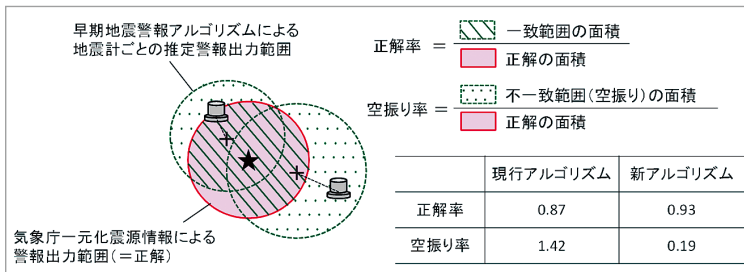 早期地震警報アルゴリズムによる
地震計ごとの推定警報出力範囲
気象庁一元化震源情報による
警報出力範囲(=正解)
正解率 =
一致範囲の面積
正解の面積
空振り率 =
不一致範囲(空振り)の面積
正解の面積
現行アルゴリズム 新アルゴリズム
正解率 0.87 0.93
空振り率 1.42 0.19